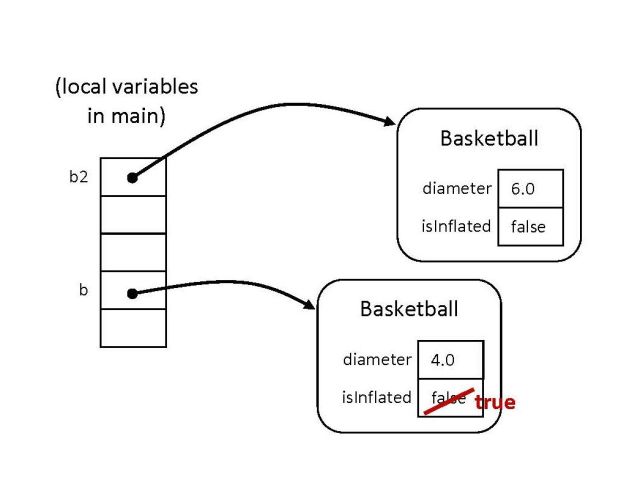 (local variables
in main)
b2
b
Basketball
diameter 6.0
isInflated false
Basketball
diameter 4.0
isInflated false true